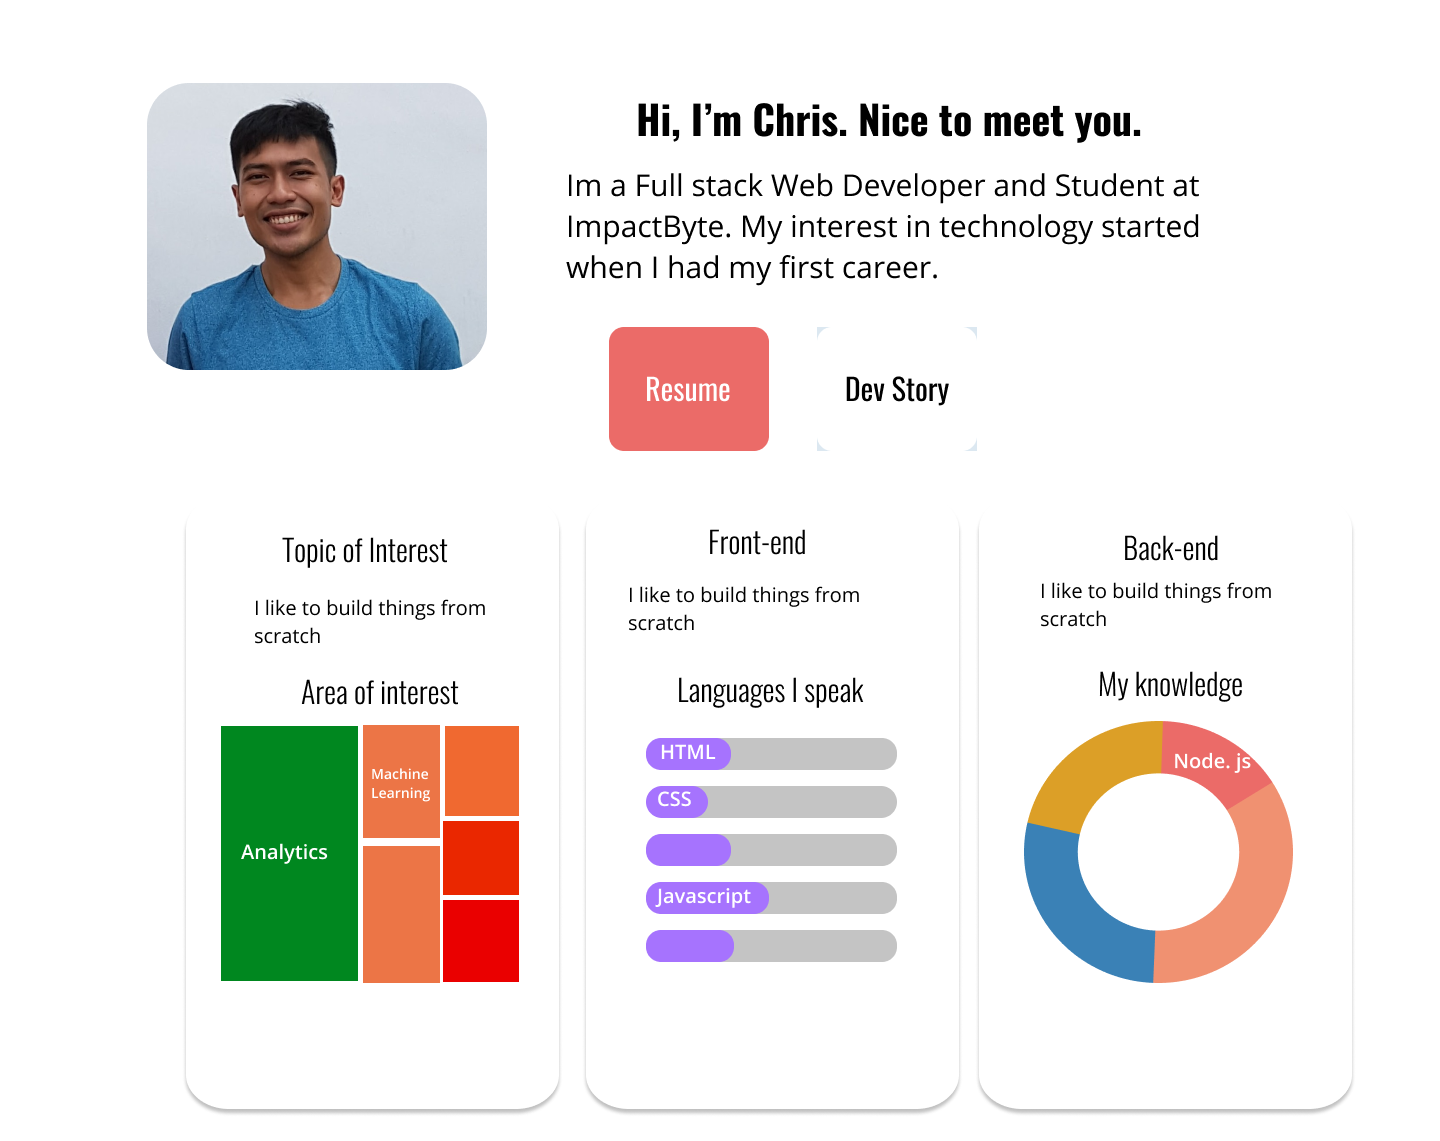 Hi, I’m Chris. Nice to meet you.
Im a Full stack Web Developer and Student at
ImpactByte. My interest in technology started
when I had my first career.
Resume
Dev Story
Topic of Interest
I like to build things from
scratch
Area of interest
Analytics
Machine
Learning
Front-end
I like to build things from
scratch
Languages I speak
HTML
CSS
Javascript
Back-end
I like to build things from
scratch
My knowledge
Node. js